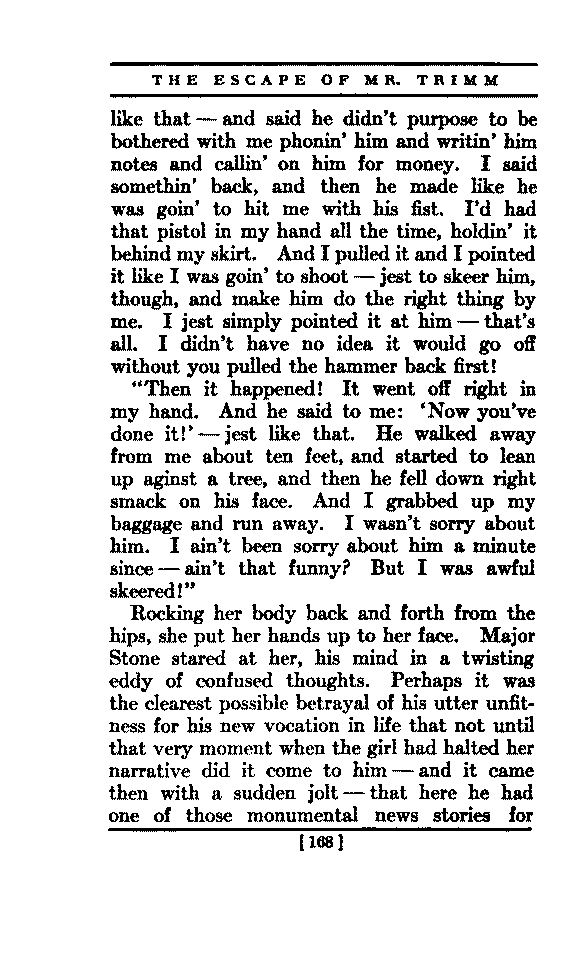 THE ESCAPE OF MR. TRIMM
like that — and said he didn't purpose to be
bothered with me phonin' him and writin' him
notes and callin' on him for money. I said
somethin' back, and then he made like he
was goin' to hit me with his fist. I'd had
that pistol in my hand all the time, holdin' it
behind my skirt. And I pulled it and I pointed
it like I was goin' to shoot — jest to skeer him,
though, and make him do the right thing by
me. I jest simply pointed it at him — that's
all. I didn't have no idea it would go off
without you pulled the hammer back first!
"Then it happened! It went off right in
my hand. And he said to me: 'Now you've
done it!' — jest like that. He walked away
from me about ten feet, and started to lean
up aginst a tree, and then he fell down right
smack on his face. And I grabbed up my
baggage and run away. I wasn't sorry about
him. I ain't been sorry about him a minute
since — ain't that funny? But I was awful
skeered!"
Rocking her body back and forth from the
hips, she put her hands up to her face. Major
Stone stared at her, his mind in a twisting
eddy of confused thoughts. Perhaps it was
the clearest possible betrayal of his utter unfit-
ness for his new vocation in life that not until
that very moment when the girl had halted her
narrative did it come to him — and it came
then with a sudden jolt — that here he had
one of those monumental news stories for
[168]